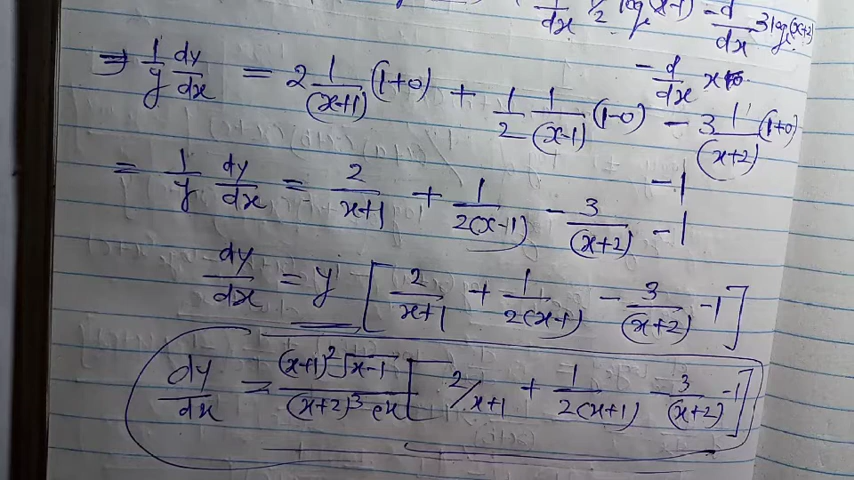 d/dx 1/2 logₑ(x-1) - d/dx 3 logₑ(x+2)
- d/dx x
⇒ 1/y dy/dx = 2 1/(x+1) (1+0) + 1/2 1/(x-1) (1-0) - 3 1/(x+2) (1+0)
- 1
= 1/y dy/dx = 2/x+1 + 1/2(x-1) - 3/(x+2) - 1
dy/dx = y [2/x+1 + 1/2(x+1) - 3/(x+2) - 1]
dy/dx = (x+1)² √x-1/(x+2)³ eˣ [2/x+1 + 1/2(x+1) - 3/(x+2) - 1]